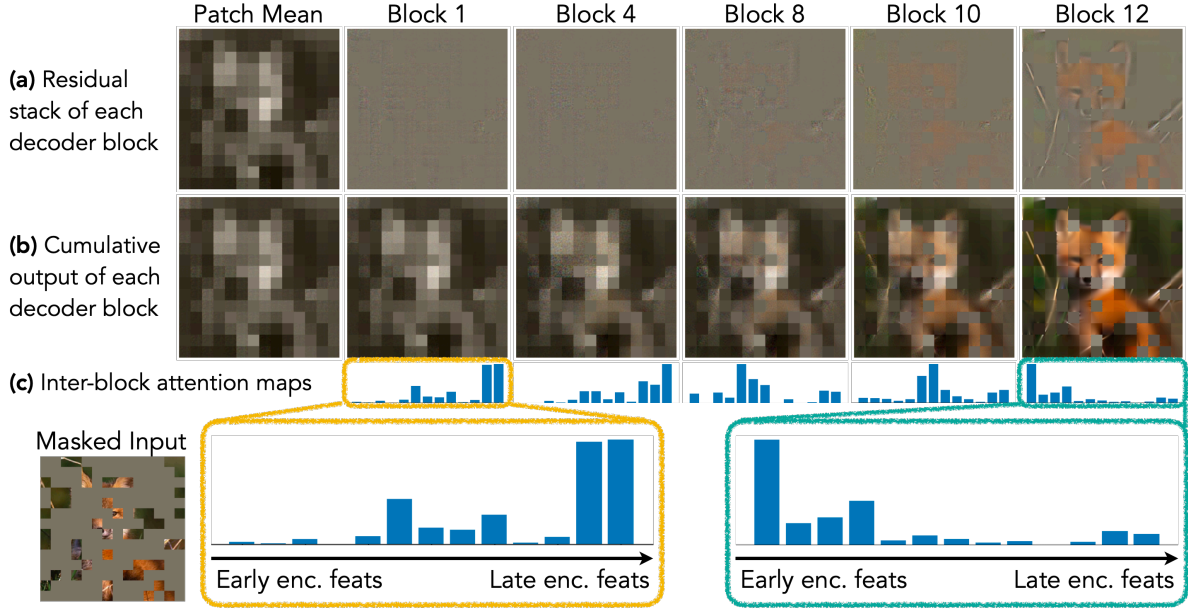 Patch Mean Block 1 Block 4 Block 8 Block 10 Block 12
(a) Residual
stack of each
decoder block
(b) Cumulative
output of each
decoder block
(c) Inter-block attention maps
Masked Input
Early enc. feats Late enc. feats
Early enc. feats Late enc. feats